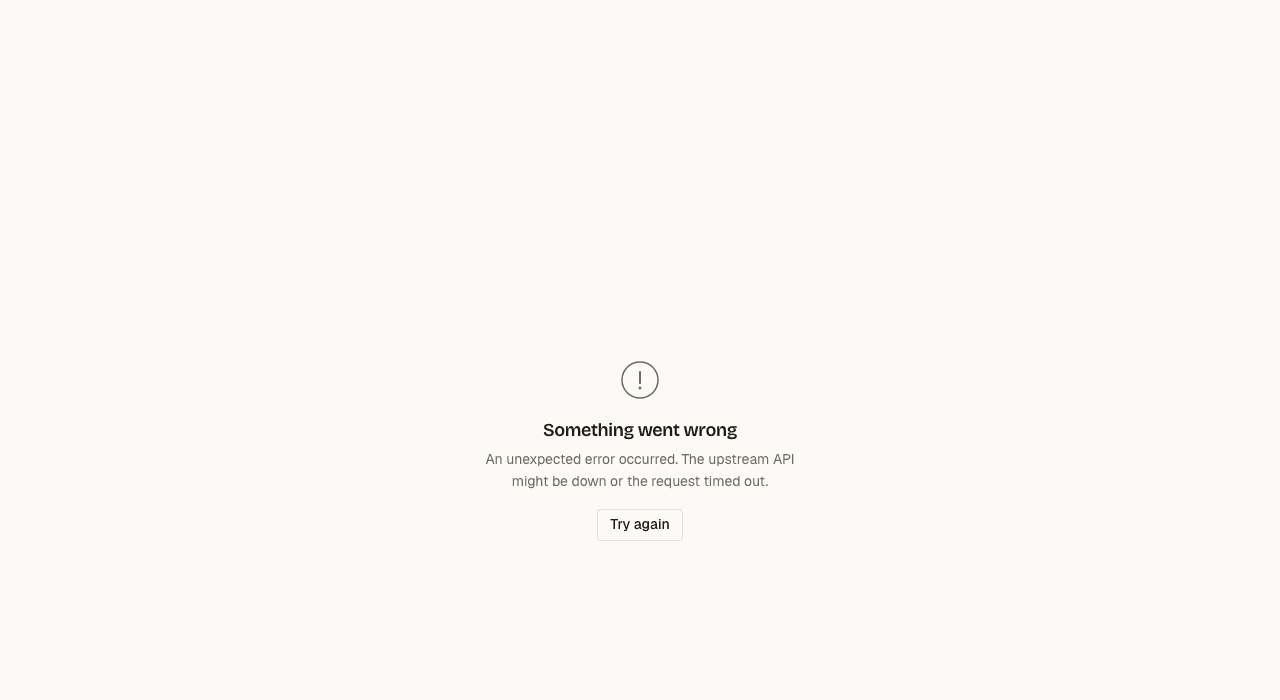 Something went wrong
An unexpected error occurred. The upstream API
might be down or the request timed out.
Try again